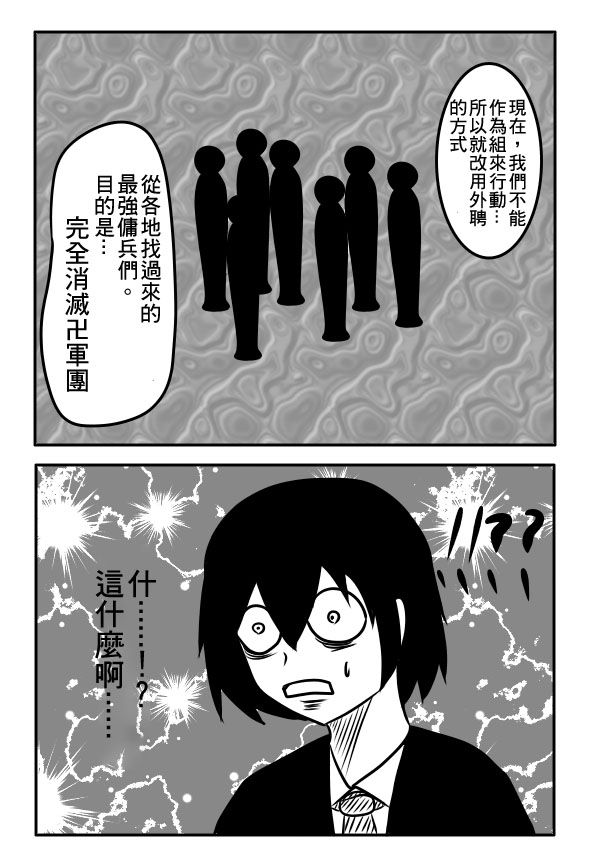 現在，我們不能
作為組來行動…
所以就改用外聘
的方式
從各地找過來的
最強傭兵們。
目的是…
完全消滅卍軍團
!!??
什……!?
這什麼啊……